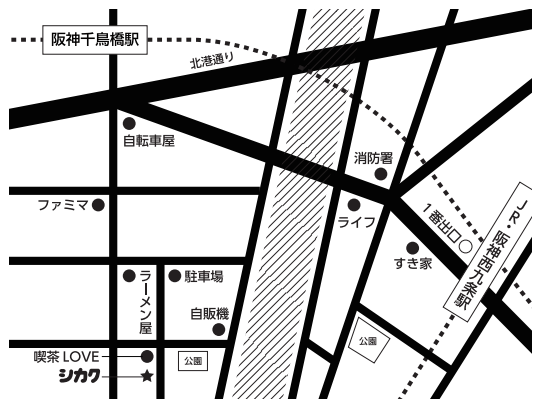 阪神千鳥橋駅
北港通り
自転車屋
消防署
ファミマ
ライフ
1番出口
JR・阪神西九条駅
すき家
ラーメン屋
駐車場
自販機
公園
喫茶 LOVE
公園
シカク